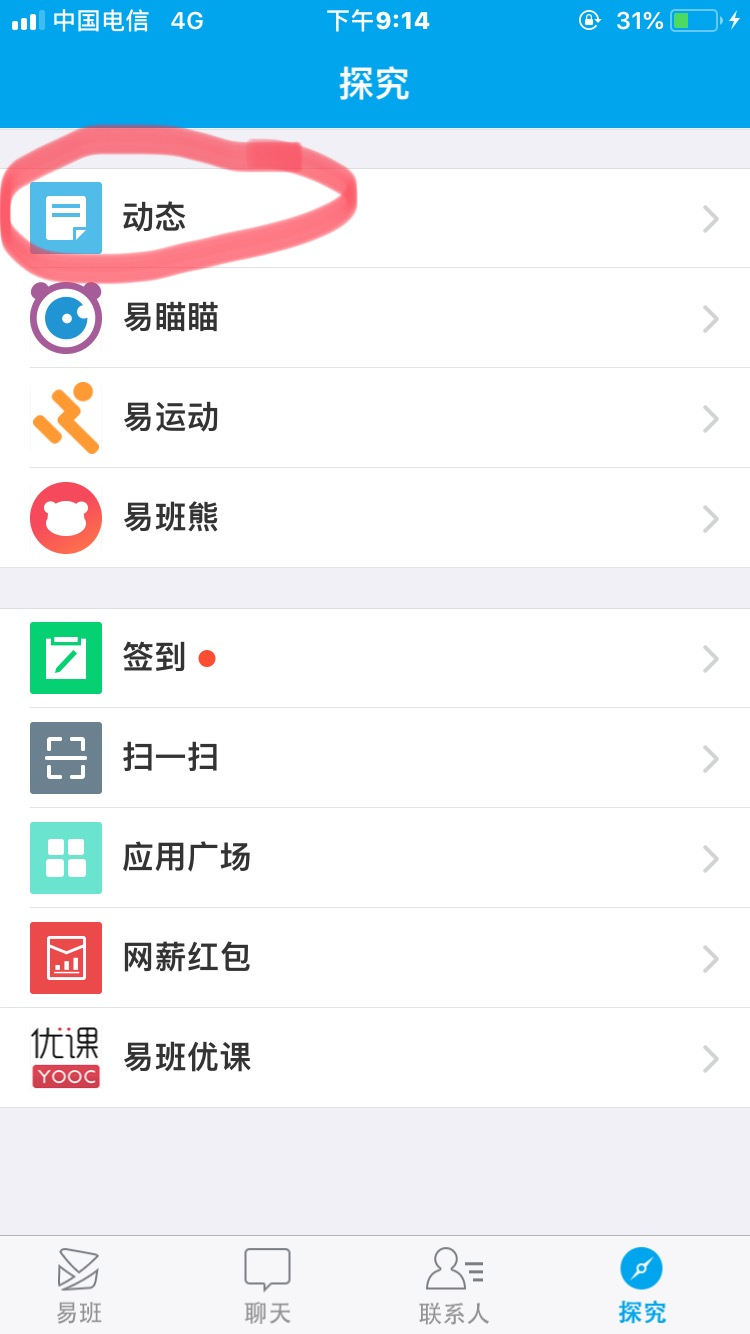 中国电信 4G 下午9:14 31%
探究
动态
易瞄瞄
易运动
易班熊
签到
扫一扫
应用广场
网薪红包
优课
YOOC
易班优课
易班 聊天 联系人 探究